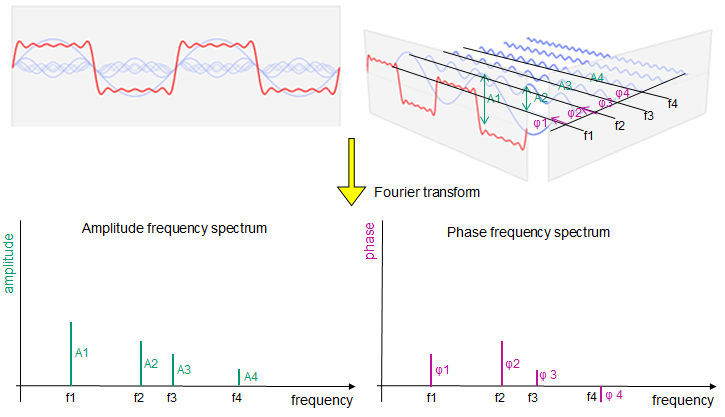 A1
A2
A3
A4
φ1
φ2
φ3
φ4
f1
f2
f3
f4
Fourier transform
Amplitude frequency spectrum
amplitude
A1
A2
A3
A4
f1
f2
f3
f4
frequency
Phase frequency spectrum
phase
φ1
φ2
φ 3
φ 4
f1
f2
f3
f4
frequency